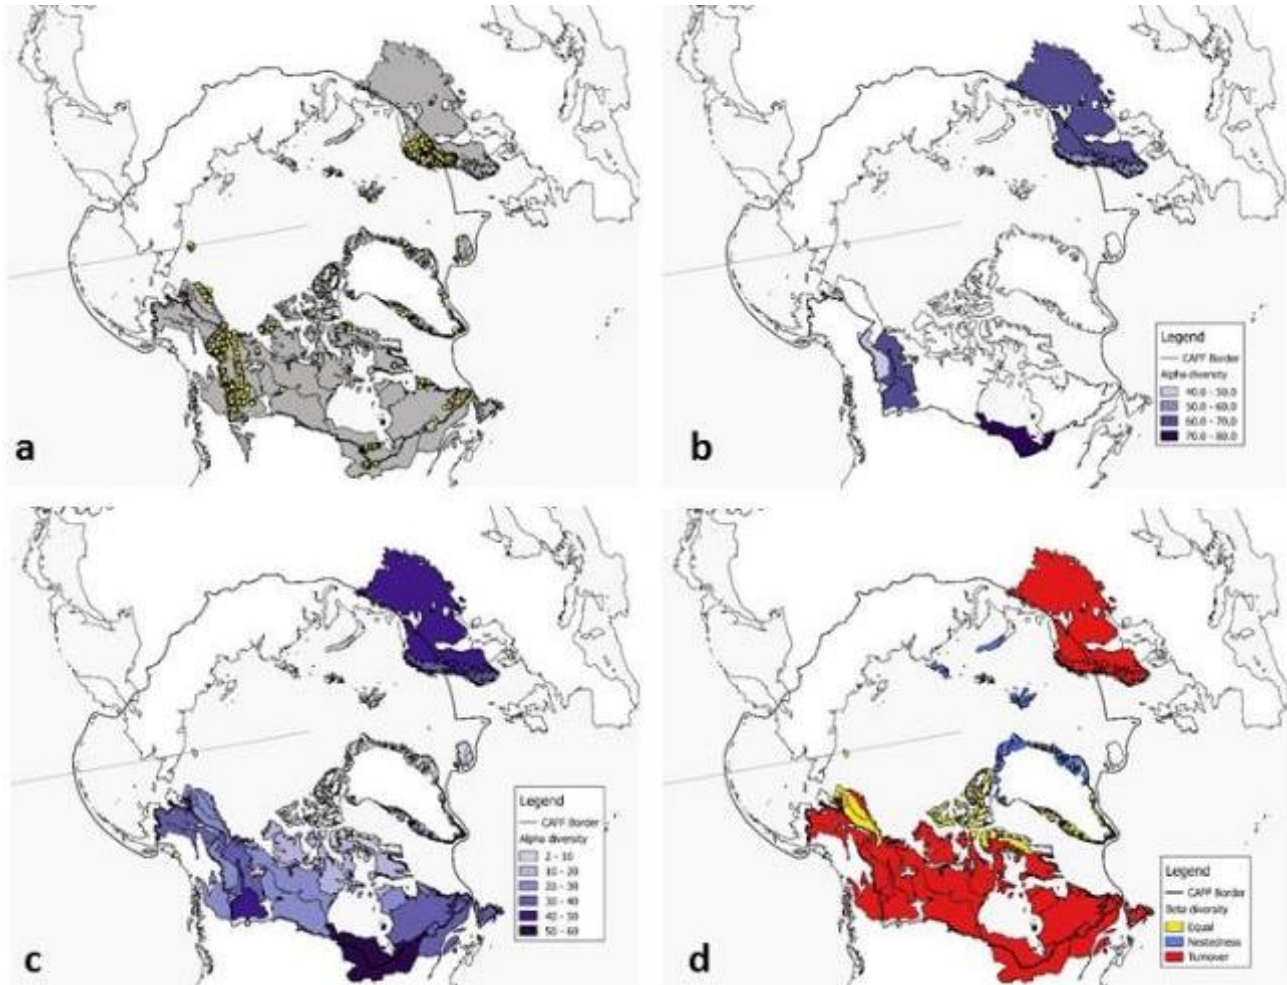 a
b
Legend
CAFF Border
Alpha diversity
40.0 - 50.0
50.0 - 60.0
60.0 - 70.0
70.0 - 80.0
c
Legend
CAFF Border
Alpha diversity
2 - 10
10 - 20
20 - 30
30 - 40
40 - 50
50 - 60
d
Legend
CAFF Border
Beta diversity
Equal
Nestedness
Turnover